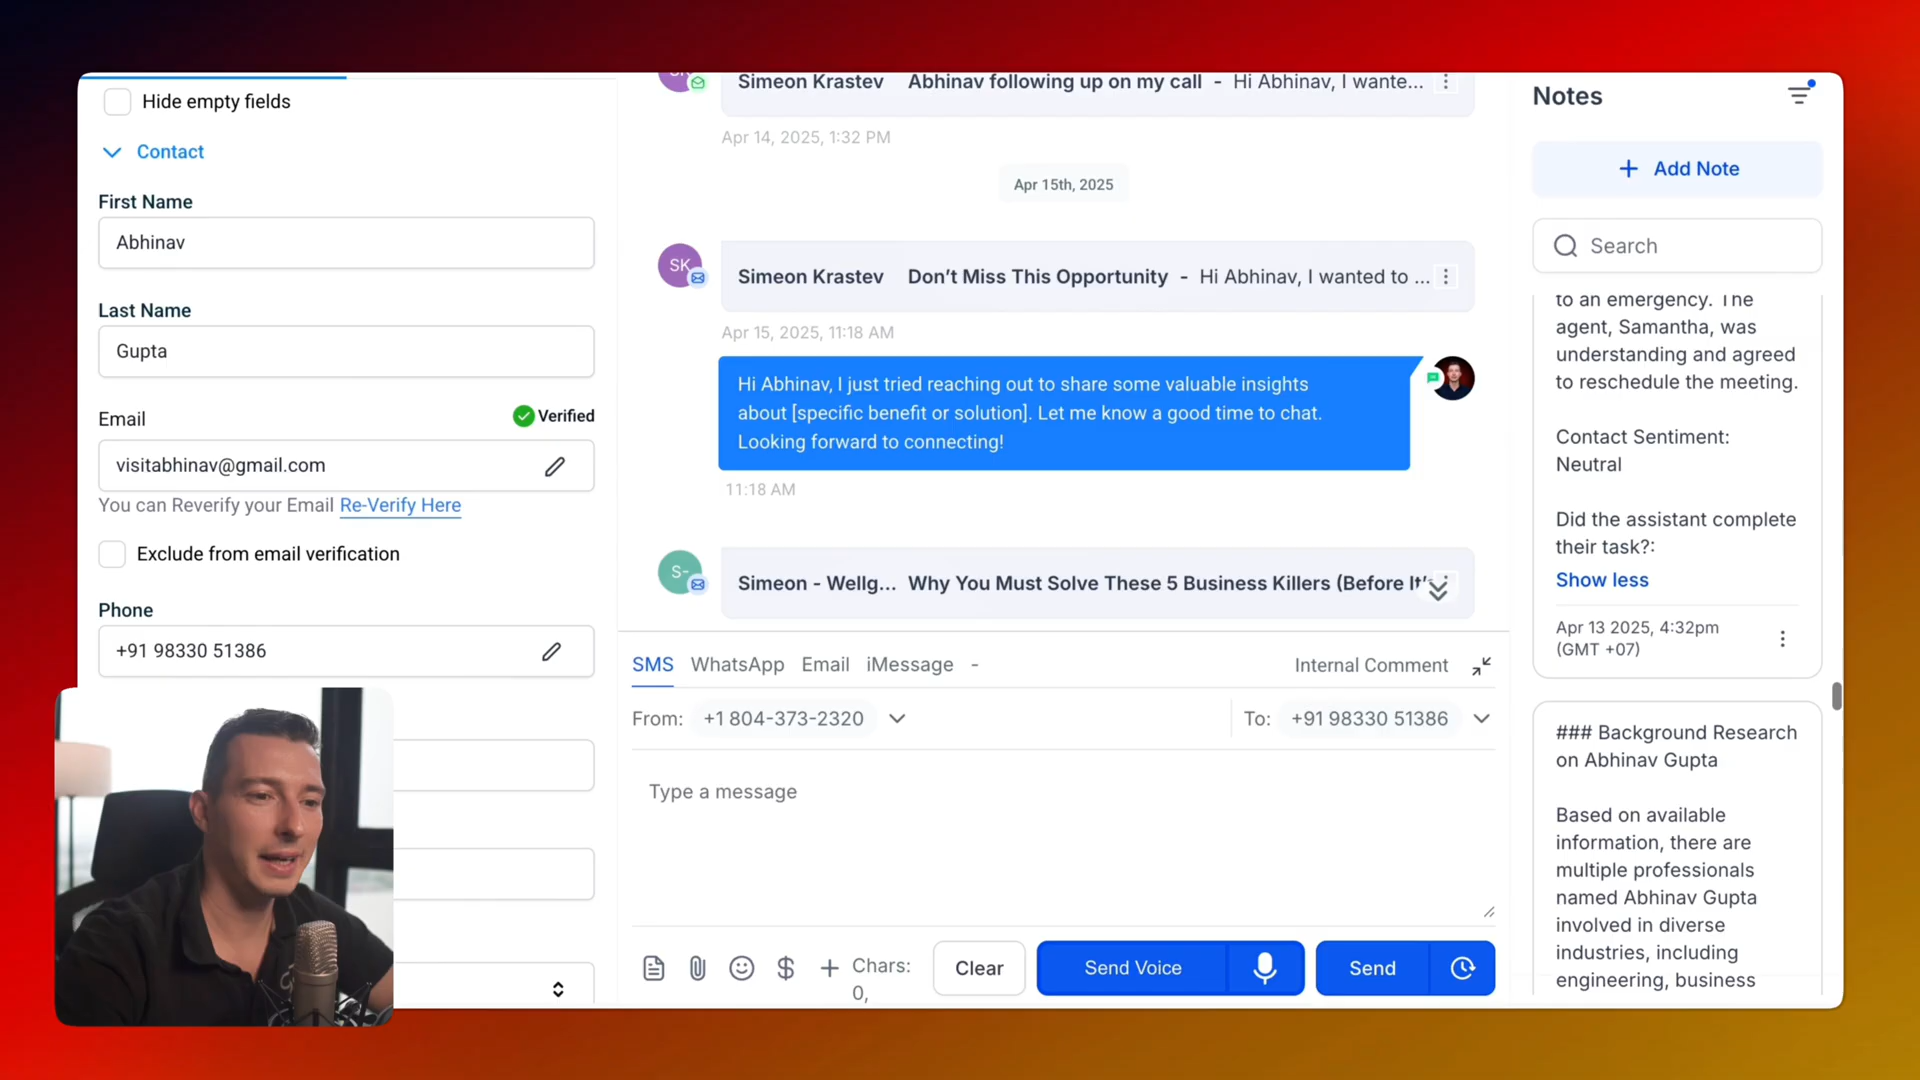 Hide empty fields
Contact
First Name
Abhinav
Last Name
Gupta
Email
Verified
visitabhinav@gmail.com
You can Reverify your Email Re-Verify Here
Exclude from email verification
Phone
+91 98330 51386
Simeon Krastev Abhinav following up on my call - Hi Abhinav, I wante...
Apr 14, 2025, 1:32 PM
Apr 15th, 2025
SK
Simeon Krastev Don't Miss This Opportunity - Hi Abhinav, I wanted to ...
Apr 15, 2025, 11:18 AM
Hi Abhinav, I just tried reaching out to share some valuable insights
about [specific benefit or solution]. Let me know a good time to chat.
Looking forward to connecting!
11:18 AM
S-
Simeon - Wellg... Why You Must Solve These 5 Business Killers (Before It'
SMS WhatsApp Email iMessage - Internal Comment
From: +1 804-373-2320 To: +91 98330 51386
Type a message
Chars:
0,
Clear
Send Voice
Send
Notes
+ Add Note
Search
to an emergency. The
agent, Samantha, was
understanding and agreed
to reschedule the meeting.
Contact Sentiment:
Neutral
Did the assistant complete
their task?:
Show less
Apr 13 2025, 4:32pm
(GMT +07)
### Background Research
on Abhinav Gupta
Based on available
information, there are
multiple professionals
named Abhinav Gupta
involved in diverse
industries, including
engineering, business